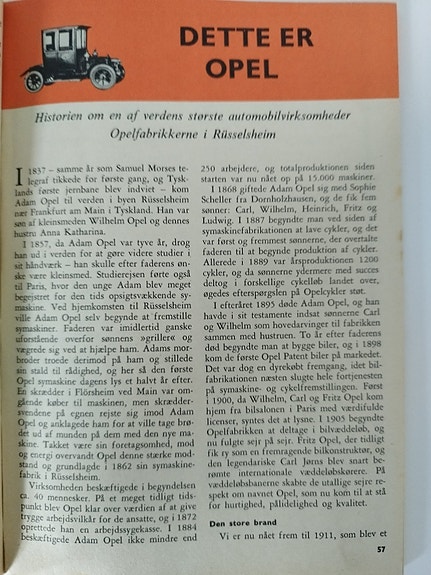 DETTE ER
OPEL
Historien om en af verdens største automobilvirksomheder
Opelfabrikkerne i Rüsselsheim
I 1837 – samme år som Samuel Morses te-
legraf tikkede for første gang, og Tysk-
lands første jernbane blev indviet – kom
Adam Opel til verden i byen Rüsselsheim
nær Frankfurt am Main i Tyskland. Han var
søn af kleinsmeden Wilhelm Opel og dennes
hustru Anna Katharina.
I 1857, da Adam Opel var tyve år, drog
han ud i verden for at gøre videre studier i
sit håndværk – han skulle efter faderens øn-
ske være kleinsmed. Studierejsen førte også
til Paris, hvor den unge Adam blev meget
begejstret for den tids opsigtsvækkende sy-
maskine. Ved hjemkomsten til Rüsselsheim
ville Adam Opel selv begynde at fremstille
symaskiner. Faderen var imidlertid ganske
uforstående overfor sønnens »griller« og
vægrede sig ved at hjælpe ham. Adams mor-
broder troede derimod på ham og stillede
sin stald til rådighed, og her så den første
Opel symaskine dagens lys et halvt år efter.
En skrædder i Flörsheim ved Main var om-
gående køber til maskinen, men skrædder-
svendene på egnen rejste sig imod Adam
Opel og anklagede ham for at ville tage brø-
det ud af munden på dem med den nye ma-
skine. Takket være sin foretagsomhed, mod
og energi overvandt Opel denne stærke mod-
stand og grundlagde i 1862 sin symaskine-
fabrik i Rüsselsheim.
Virksomheden beskæftigede i begyndelsen
ca. 40 mennesker. På et meget tidligt tids-
punkt blev Opel klar over værdien af at give
trygge arbejdsvilkår for de ansatte, og i 1872
oprettede han en arbejdssygekasse. I 1884
beskæftigede Adam Opel ikke mindre end
250 arbejdere, og totalproduktionen siden
starten var nu nået op på 15.000 maskiner.
I 1868 giftede Adam Opel sig med Sophie
Scheller fra Dornholzhausen, og de fik fem
sønner: Carl, Wilhelm, Heinrich, Fritz og
Ludwig. I 1887 begyndte man ved siden af
symaskinefabrikationen at lave cykler, og det
var først og fremmest sønnerne, der overtalte
faderen til at begynde produktion af cykler.
Allerede i 1889 var årsproduktionen 1200
cykler, og da sønnerne ydermere med succes
deltog i forskellige cykelløb landet over,
øgedes efterspørgslen på Opelcykler støt.
I efteråret 1895 døde Adam Opel, og han
havde i sit testamente indsat sønnerne Carl
og Wilhelm som hovedarvinger til fabrikken
sammen med hustruen. To år efter faderens
død begyndte man at bygge biler, og i 1898
kom de første Opel Patent biler på markedet.
Det var dog en dyrekøbt fremgang, idet bil-
fabrikationen næsten slugte hele fortjenesten
på symaskine- og cykelfremstillingen. Først
i 1900, da Wilhelm, Carl og Fritz Opel kom
hjem fra bilsalonen i Paris med værdifulde
licenser, syntes det at lysne. I 1905 begyndte
Opelfabrikken at deltage i bilvæddeløb, og
nu fulgte sejr på sejr. Fritz Opel, der tidligt
fik ry som en fremragende bilkonstruktør, og
den legendariske Carl Jørns blev snart be-
rømte internationale væddeløbskørere. På
væddeløbsbanerne skabte de utallige sejre re-
spekt om navnet Opel, som nu kom til at stå
for hurtighed, pålidelighed og kvalitet.
Den store brand
Vi er nu nået frem til 1911, som blev et
57